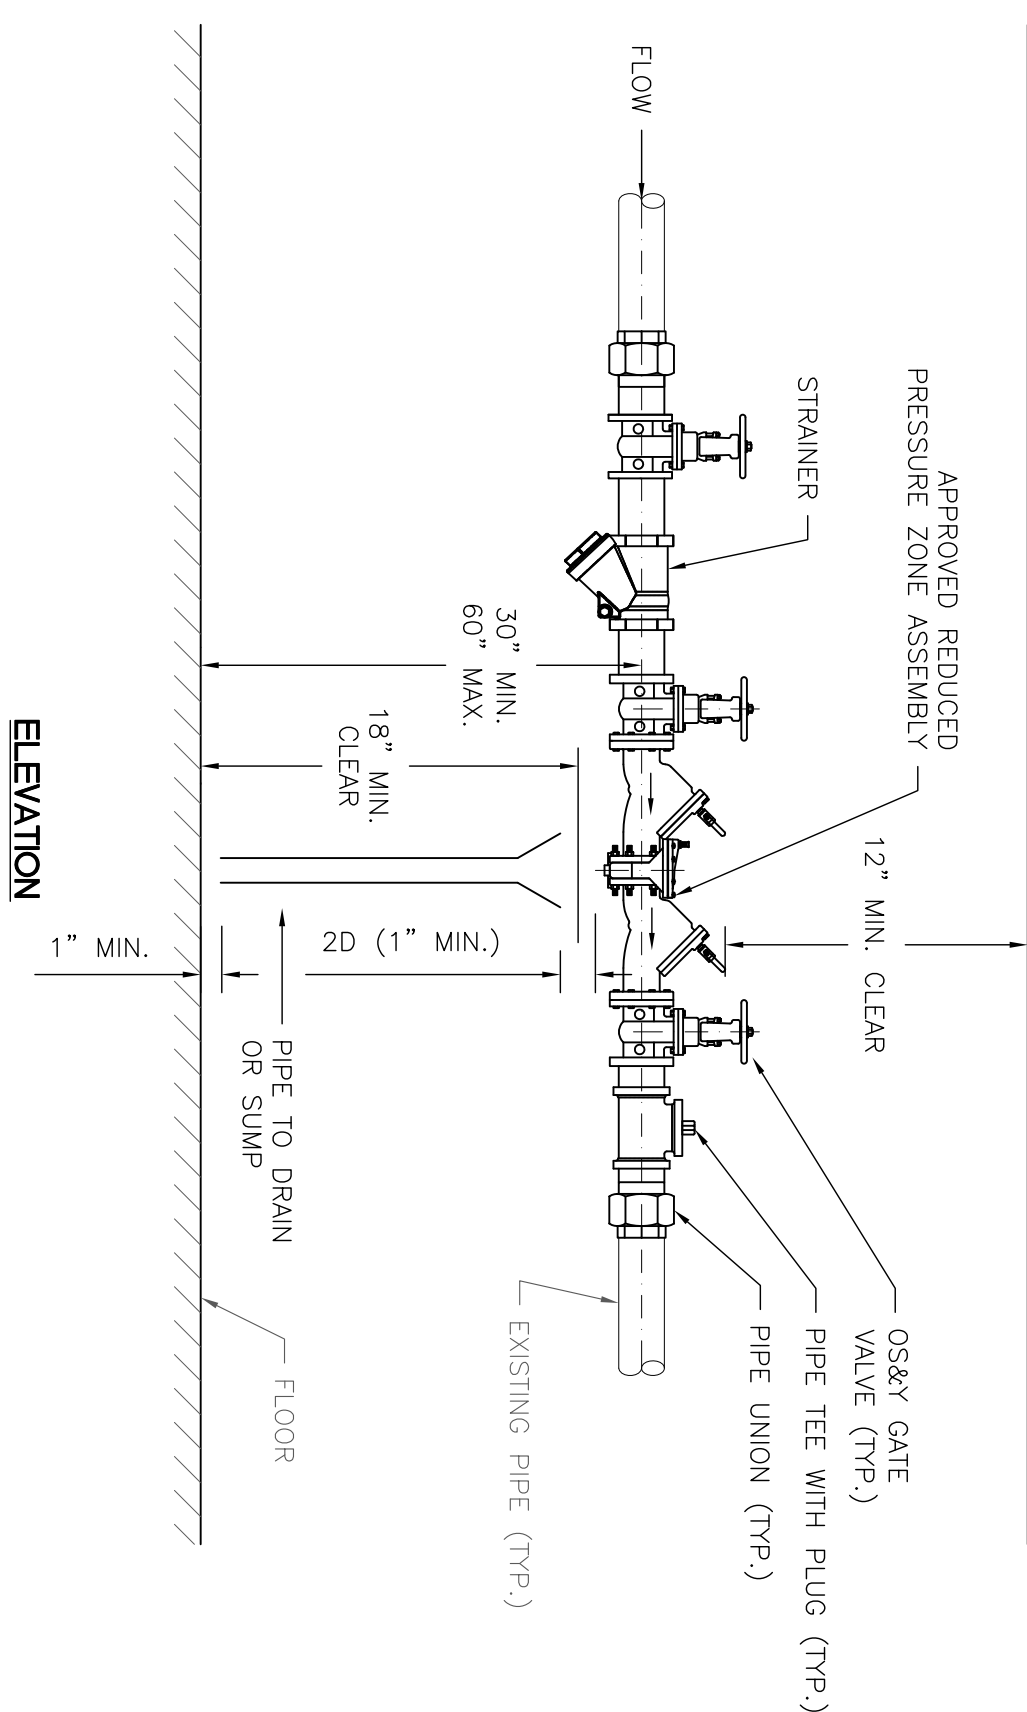 FLOW
STRAINER
APPROVED REDUCED
PRESSURE ZONE ASSEMBLY
12” MIN. CLEAR
OS&Y GATE
VALVE (TYP.)
PIPE TEE WITH PLUG (TYP.)
PIPE UNION (TYP.)
EXISTING PIPE (TYP.)
30” MIN.
60” MAX.
18” MIN.
CLEAR
2D (1” MIN.)
PIPE TO DRAIN
OR SUMP
FLOOR
1” MIN.
ELEVATION